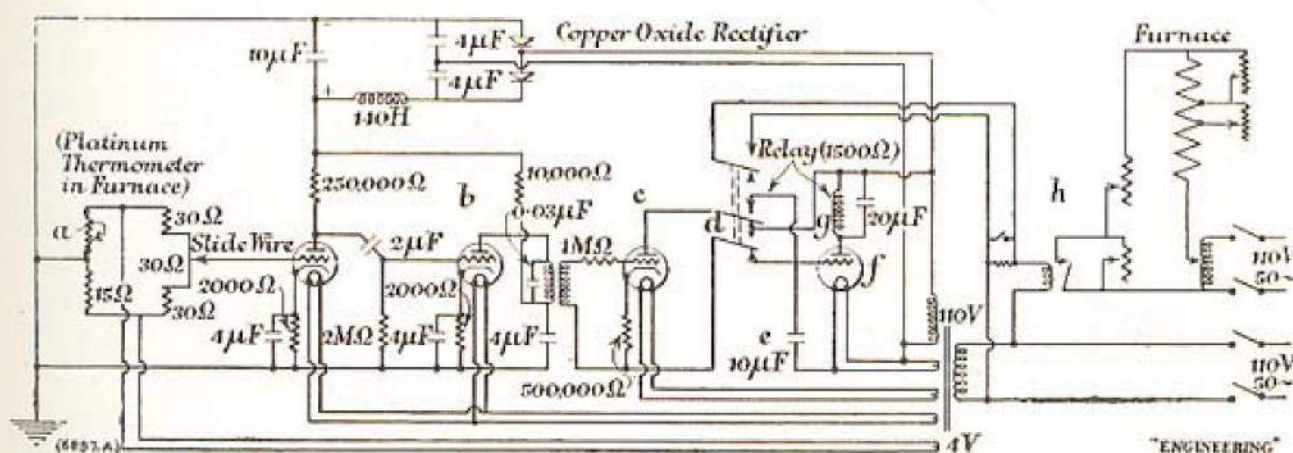 Copper Oxide Rectifier
Furnace
10μF
4μF
4μF
140H
(Platinum
Thermometer
in Furnace)
250,000Ω
b
10,000Ω
0·03μF
c
Relay (1500Ω)
h
a
30Ω
Slide Wire
2μF
1MΩ
d
g
20μF
30Ω
f
110V
50~
15Ω
30Ω
2000Ω
2000Ω
4μF
2MΩ
4μF
4μF
e
10μF
110V
500,000Ω
110V
50~
(6857.A)
4V
"ENGINEERING"